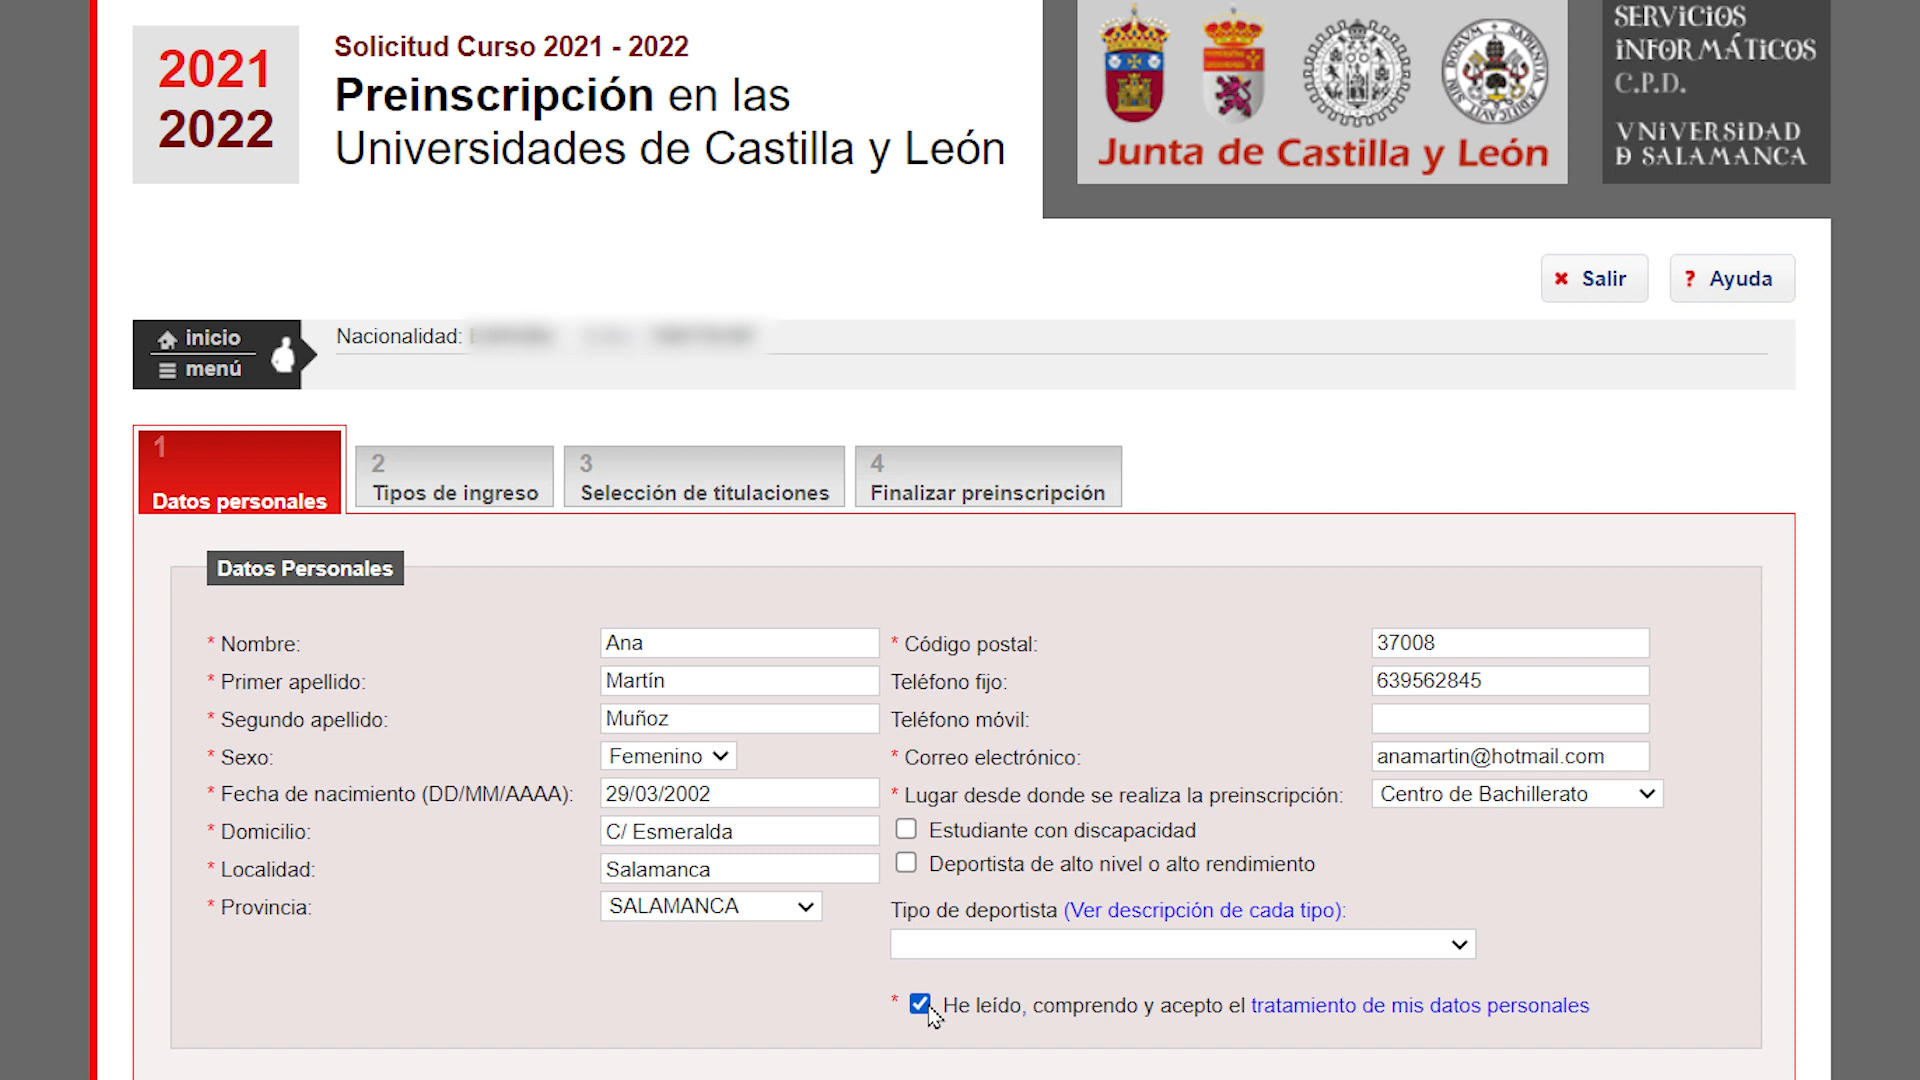 2021
2022
Solicitud Curso 2021 - 2022
Preinscripción en las
Universidades de Castilla y León
Junta de Castilla y León
SERVICIOS
INFORMÁTICOS
C.P.D.
VNIVERSIDAD
D SALAMANCA
Salir
? Ayuda
inicio
menú
Nacionalidad:
1
Datos personales
2
Tipos de ingreso
3
Selección de titulaciones
4
Finalizar preinscripción
Datos Personales
* Nombre: Ana
* Primer apellido: Martín
* Segundo apellido: Muñoz
* Sexo: Femenino
* Fecha de nacimiento (DD/MM/AAAA): 29/03/2002
* Domicilio: C/ Esmeralda
* Localidad: Salamanca
* Provincia: SALAMANCA
* Código postal: 37008
Teléfono fijo: 639562845
Teléfono móvil:
* Correo electrónico: anamartin@hotmail.com
* Lugar desde donde se realiza la preinscripción: Centro de Bachillerato
Estudiante con discapacidad
Deportista de alto nivel o alto rendimiento
Tipo de deportista (Ver descripción de cada tipo):
* He leído, comprendo y acepto el tratamiento de mis datos personales